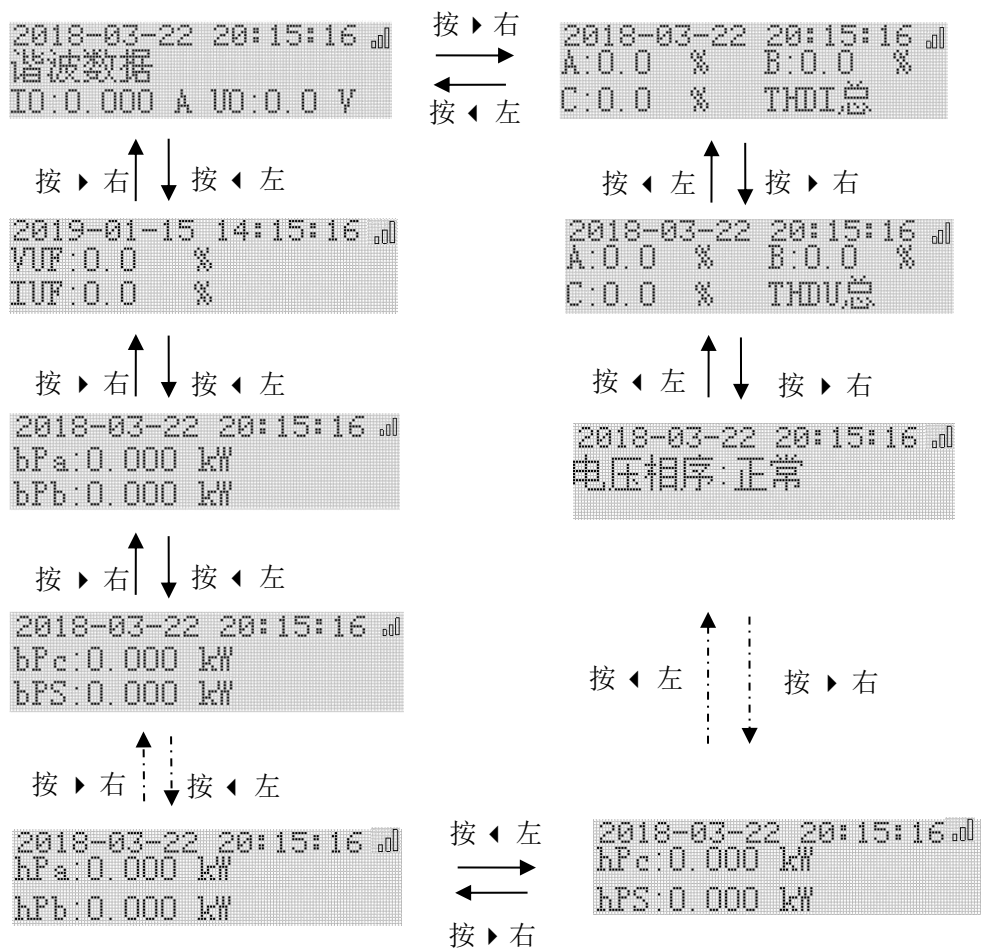 2018-03-22 20:15:16
谐波数据
I0:0.000 A U0:0.0 V
按 右
按 左
2018-03-22 20:15:16
A:0.0 % B:0.0 %
C:0.0 % THDI总
按 右
按 左
按 左
按 右
2019-01-15 14:15:16
VUF:0.0 %
IUF:0.0 %
2018-03-22 20:15:16
A:0.0 % B:0.0 %
C:0.0 % THDU总
按 右
按 左
按 左
按 右
2018-03-22 20:15:16
bPa:0.000 kW
bPb:0.000 kW
2018-03-22 20:15:16
电压相序:正常
按 右
按 左
2018-03-22 20:15:16
bPc:0.000 kW
bPS:0.000 kW
按 左
按 右
按 右
按 左
2018-03-22 20:15:16
hPa:0.000 kW
hPb:0.000 kW
按 左
按 右
2018-03-22 20:15:16
hPc:0.000 kW
hPS:0.000 kW